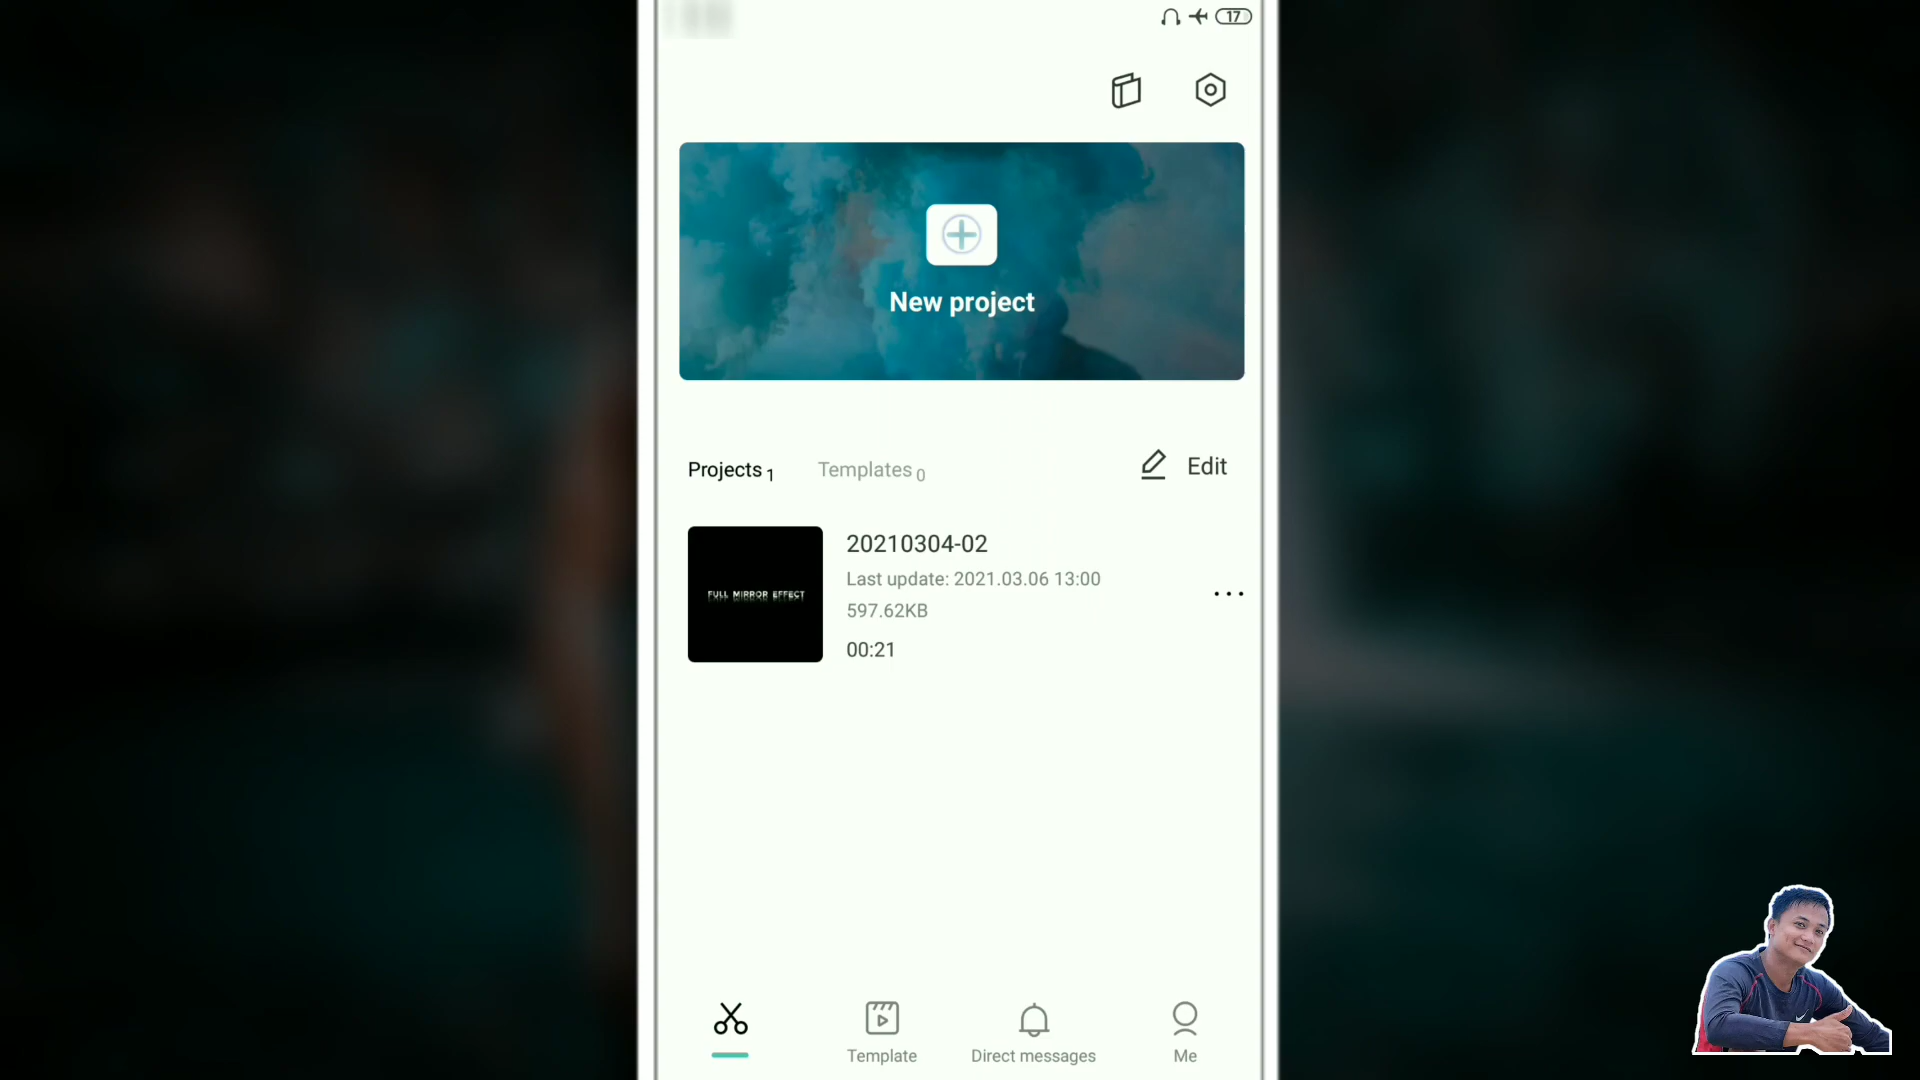 17
New project
Projects 1
Templates 0
Edit
20210304-02
Last update: 2021.03.06 13:00
597.62KB
00:21
FULL MIRROR EFFECT
Template
Direct messages
Me